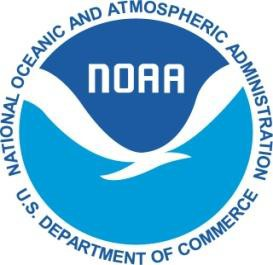 NATIONAL OCEANIC AND ATMOSPHERIC ADMINISTRATION
NOAA
U.S. DEPARTMENT OF COMMERCE